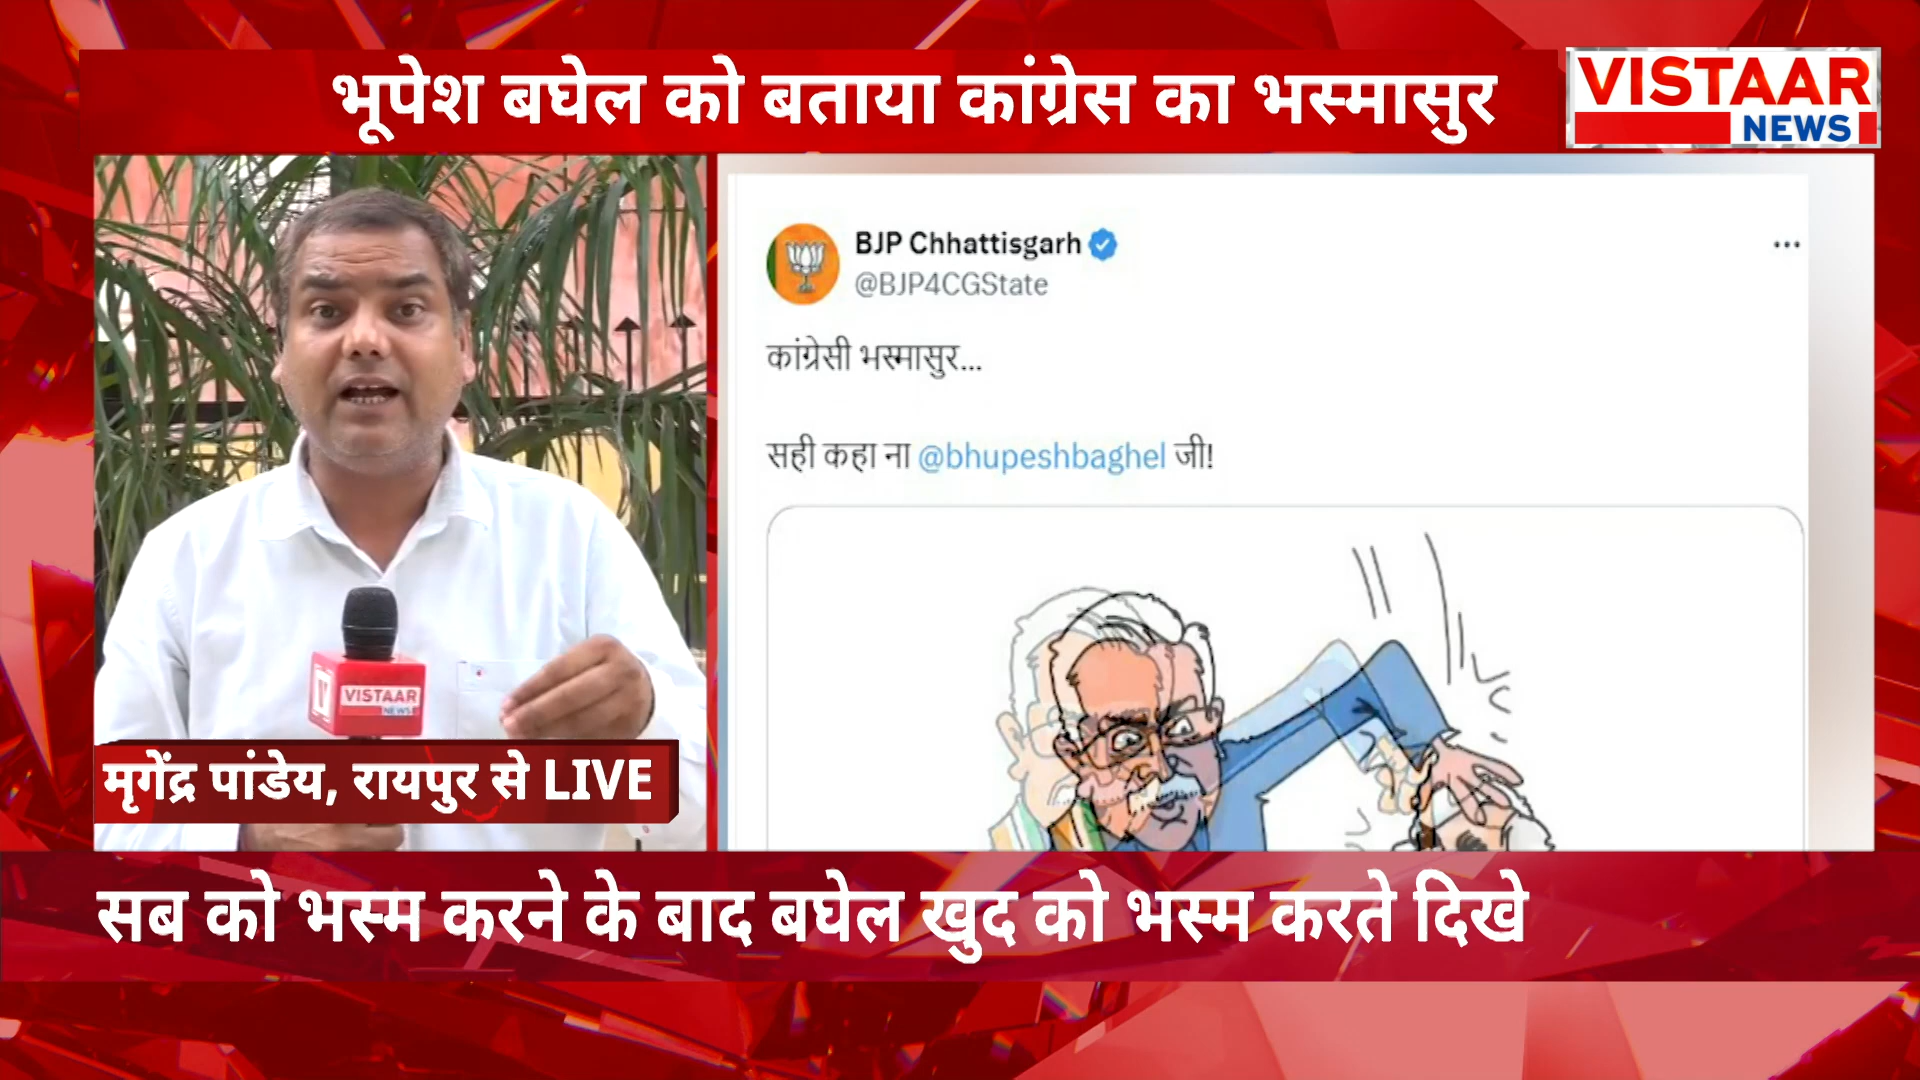 भूपेश बघेल को बताया कांग्रेस का भस्मासुर
VISTAAR
NEWS
BJP Chhattisgarh
@BJP4CGState
कांग्रेसी भस्मासुर...
सही कहा ना @bhupeshbaghel जी!
V
VISTAAR
NEWS
मृगेंद्र पांडेय, रायपुर से LIVE
सब को भस्म करने के बाद बघेल खुद को भस्म करते दिखे